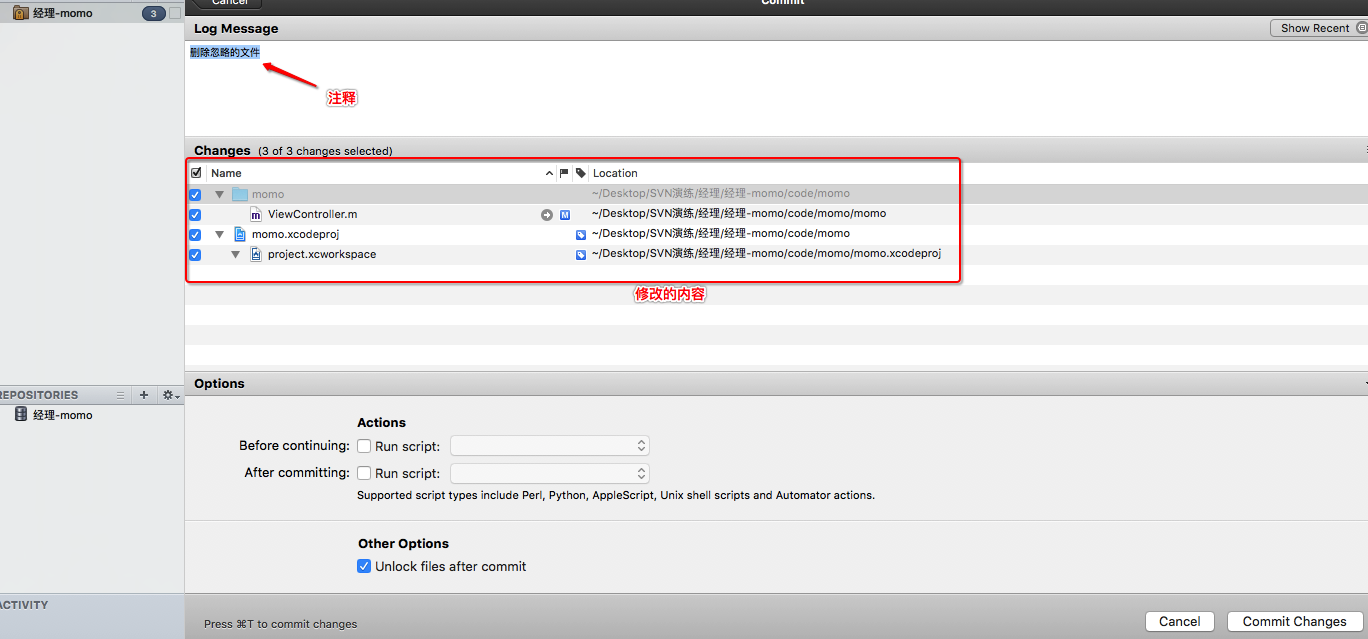 经理-momo 3
Cancel
Commit
Log Message
Show Recent
删除忽略的文件
注释
Changes (3 of 3 changes selected)
Name Location
momo ~/Desktop/SVN演练/经理/经理-momo/code/momo
m ViewController.m M ~/Desktop/SVN演练/经理/经理-momo/code/momo/momo
momo.xcodeproj ~/Desktop/SVN演练/经理/经理-momo/code/momo
project.xcworkspace ~/Desktop/SVN演练/经理/经理-momo/code/momo/momo.xcodeproj
修改的内容
Options
REPOSITORIES
经理-momo
Actions
Before continuing: Run script:
After committing: Run script:
Supported script types include Perl, Python, AppleScript, Unix shell scripts and Automator actions.
Other Options
Unlock files after commit
ACTIVITY
Press ⌘T to commit changes
Cancel
Commit Changes